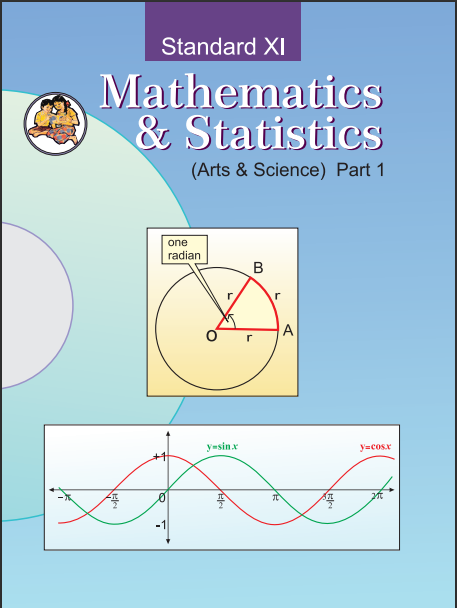 Standard XI
Mathematics
& Statistics
(Arts & Science) Part 1
one
radian
B
r
r
O
r
A
y=sin x
y=cos x
+1
-π
-π/2
0
π/2
π
3π/2
2π
-1